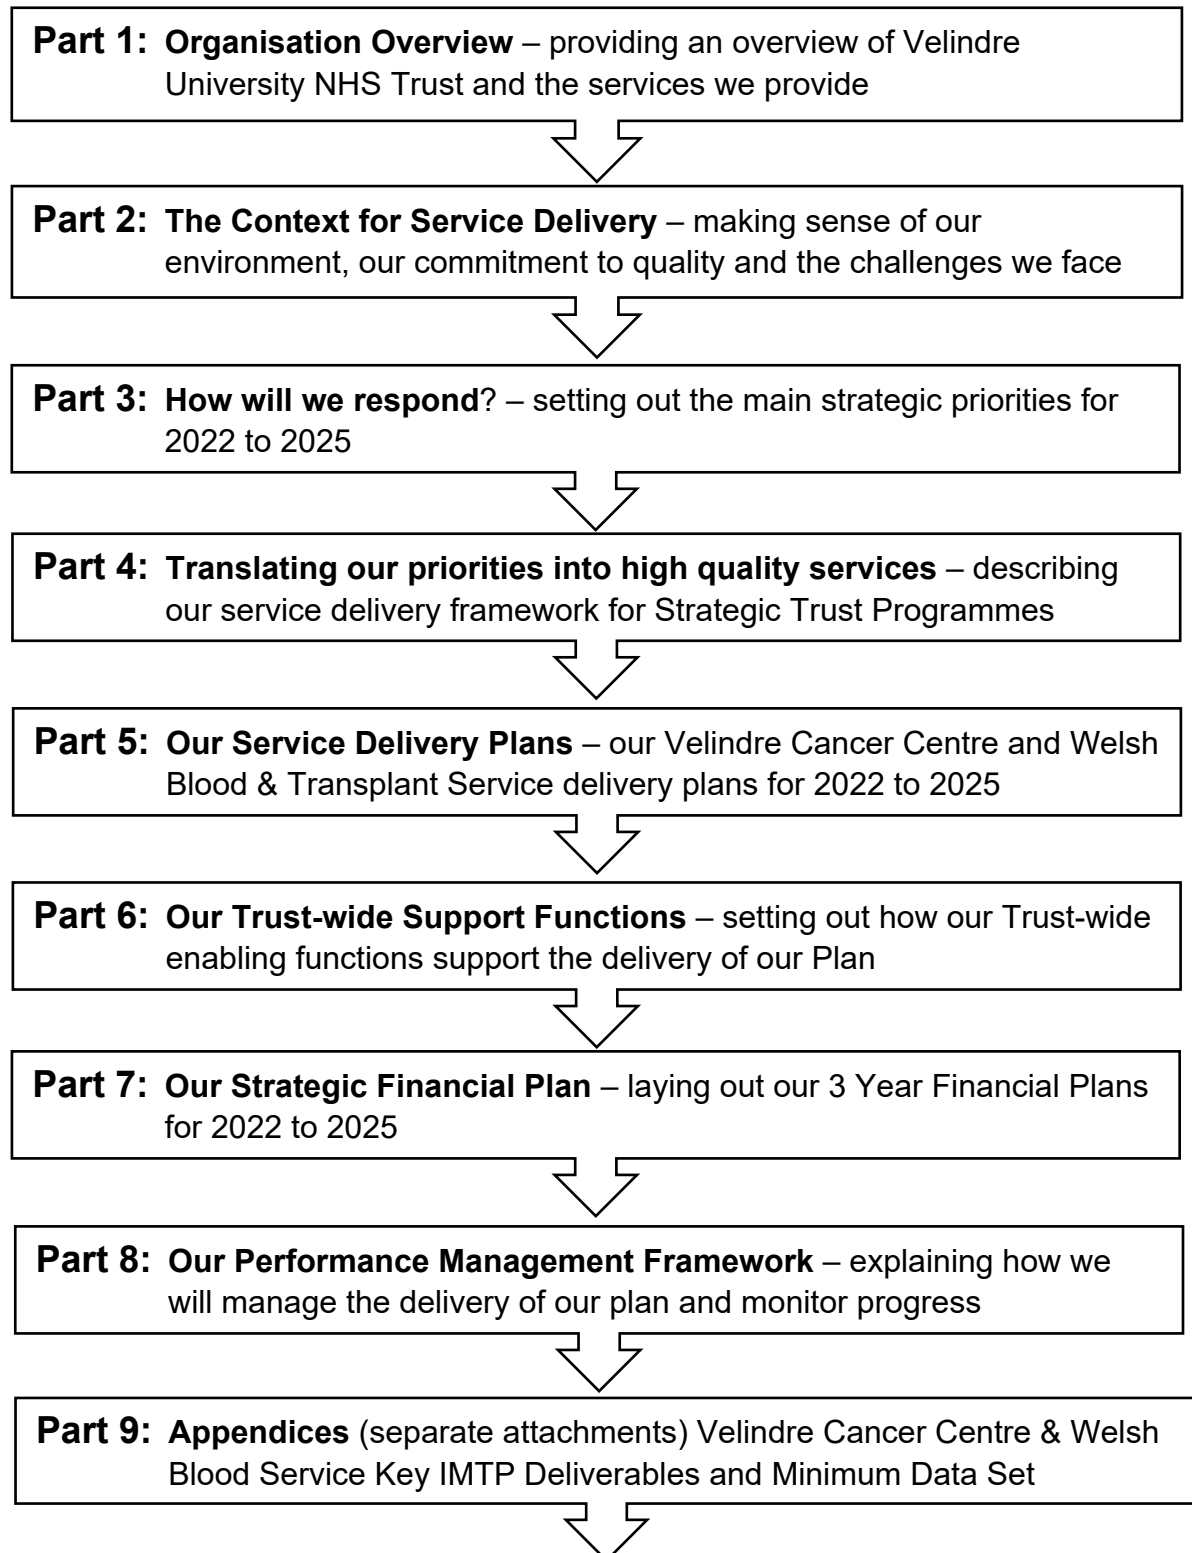 Part 1: Organisation Overview – providing an overview of Velindre
University NHS Trust and the services we provide
Part 2: The Context for Service Delivery – making sense of our
environment, our commitment to quality and the challenges we face
Part 3: How will we respond? – setting out the main strategic priorities for
2022 to 2025
Part 4: Translating our priorities into high quality services – describing
our service delivery framework for Strategic Trust Programmes
Part 5: Our Service Delivery Plans – our Velindre Cancer Centre and Welsh
Blood & Transplant Service delivery plans for 2022 to 2025
Part 6: Our Trust-wide Support Functions – setting out how our Trust-wide
enabling functions support the delivery of our Plan
Part 7: Our Strategic Financial Plan – laying out our 3 Year Financial Plans
for 2022 to 2025
Part 8: Our Performance Management Framework – explaining how we
will manage the delivery of our plan and monitor progress
Part 9: Appendices (separate attachments) Velindre Cancer Centre & Welsh
Blood Service Key IMTP Deliverables and Minimum Data Set